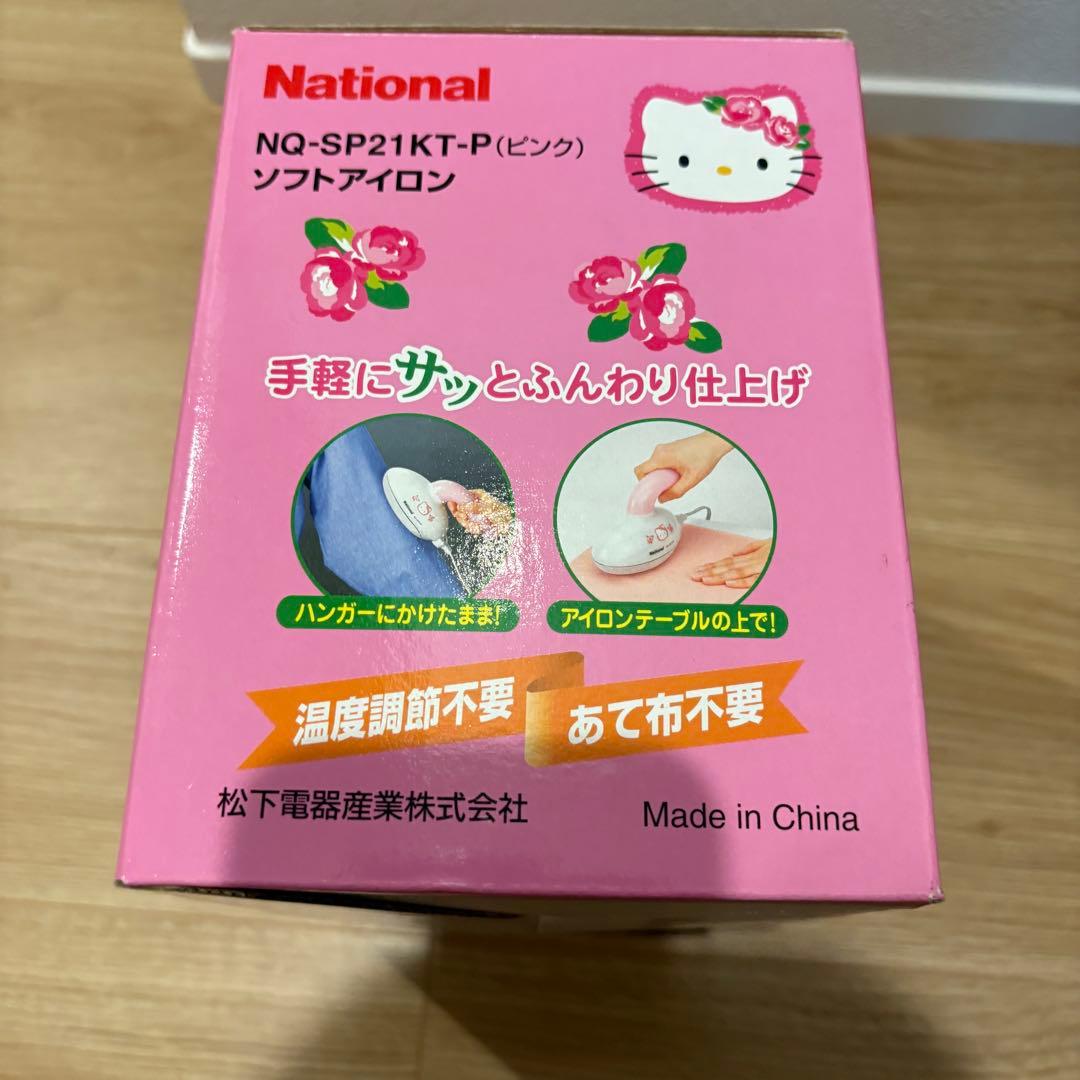 National
NQ-SP21KT-P（ピンク）
ソフトアイロン
手軽にサッとふんわり仕上げ
National
National
ハンガーにかけたまま!
アイロンテーブルの上で!
温度調節不要
あて布不要
松下電器産業株式会社
Made in China